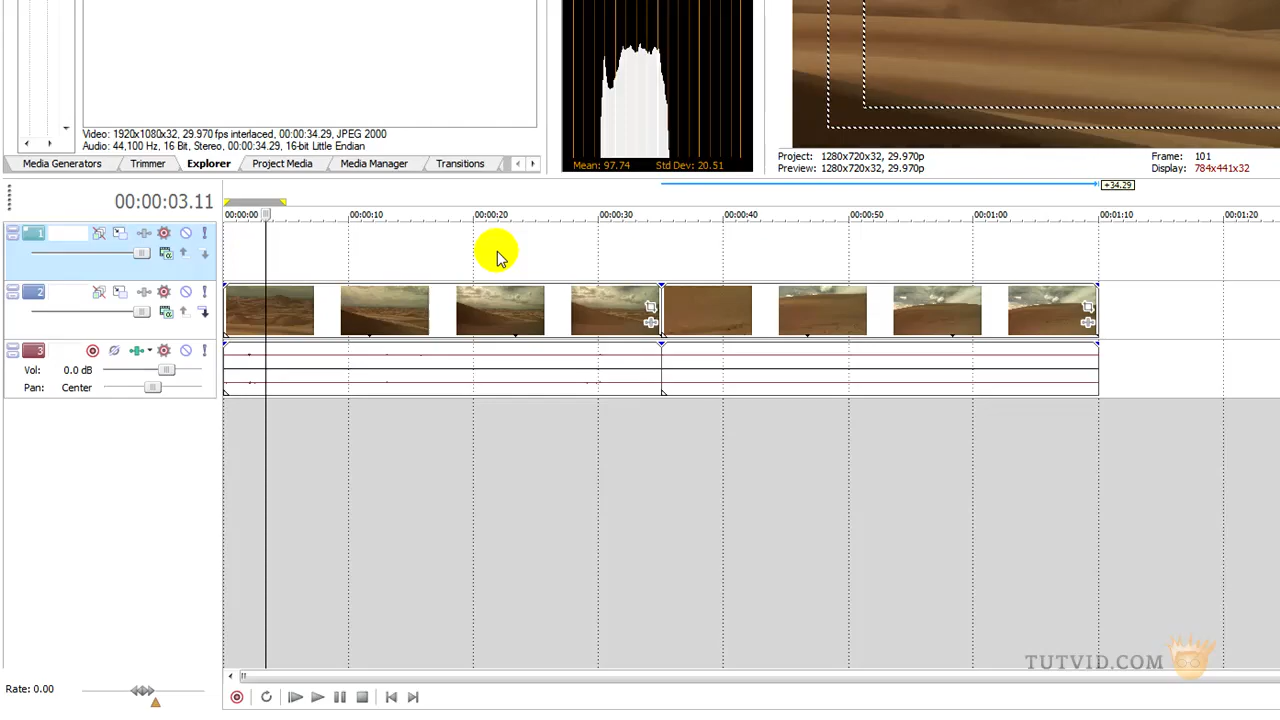 Video: 1920x1080x32, 29.970 fps interlaced, 00:00:34.29, JPEG 2000
Audio: 44,100 Hz, 16 Bit, Stereo, 00:00:34.29, 16-bit Little Endian
Mean: 97.74 Std Dev: 20.51
Media Generators Trimmer Explorer Project Media Media Manager Transitions
Project: 1280x720x32, 29.970p
Preview: 1280x720x32, 29.970p
Frame: 101
Display: 784x441x32
00:00:03.11
+34.29
00:00:00 00:00:10 00:00:20 00:00:30 00:00:40 00:00:50 00:01:00 00:01:10 00:01:20
1
2
3
Vol: 0.0 dB
Pan: Center
TUTVID.COM
Rate: 0.00